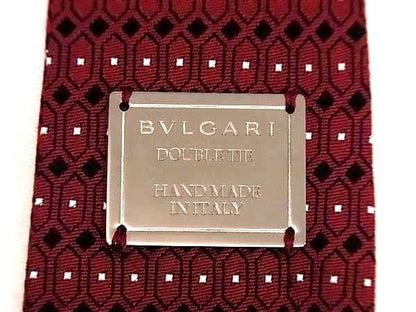 BVLGARI
DOUBLE TIE
HAND MADE
IN ITALY